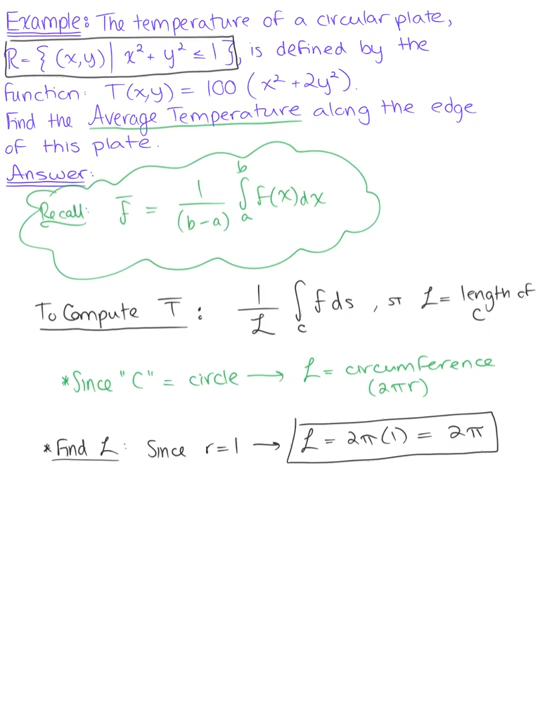 Example: The temperature of a circular plate,
R = { (x,y) | x² + y² ≤ 1 }, is defined by the
function: T(x,y) = 100 (x² + 2y²).
Find the Average Temperature along the edge
of this plate.
Answer:
Recall: f̅ = 1/(b-a) ∫ₐᵇ f(x)dx
To Compute T̅ : 1/L ∫_C f ds , st L = length of C
*Since "C" = circle → L = circumference
(2πr)
*Find L: Since r=1 → L = 2π(1) = 2π